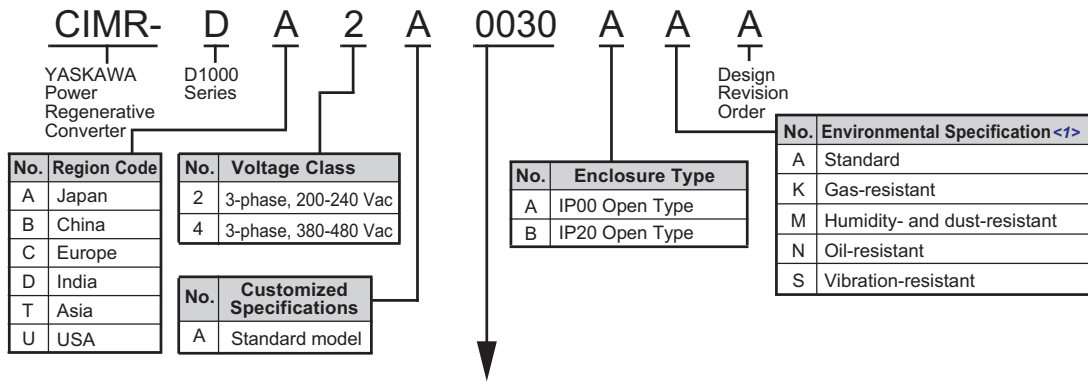 CIMR- D A 2 A 0030 A A A
YASKAWA
Power
Regenerative
Converter
D1000
Series
Design
Revision
Order
No. Region Code
A Japan
B China
C Europe
D India
T Asia
U USA
No. Voltage Class
2 3-phase, 200-240 Vac
4 3-phase, 380-480 Vac
No. Customized
Specifications
A Standard model
No. Enclosure Type
A IP00 Open Type
B IP20 Open Type
No. Environmental Specification <1>
A Standard
K Gas-resistant
M Humidity- and dust-resistant
N Oil-resistant
S Vibration-resistant